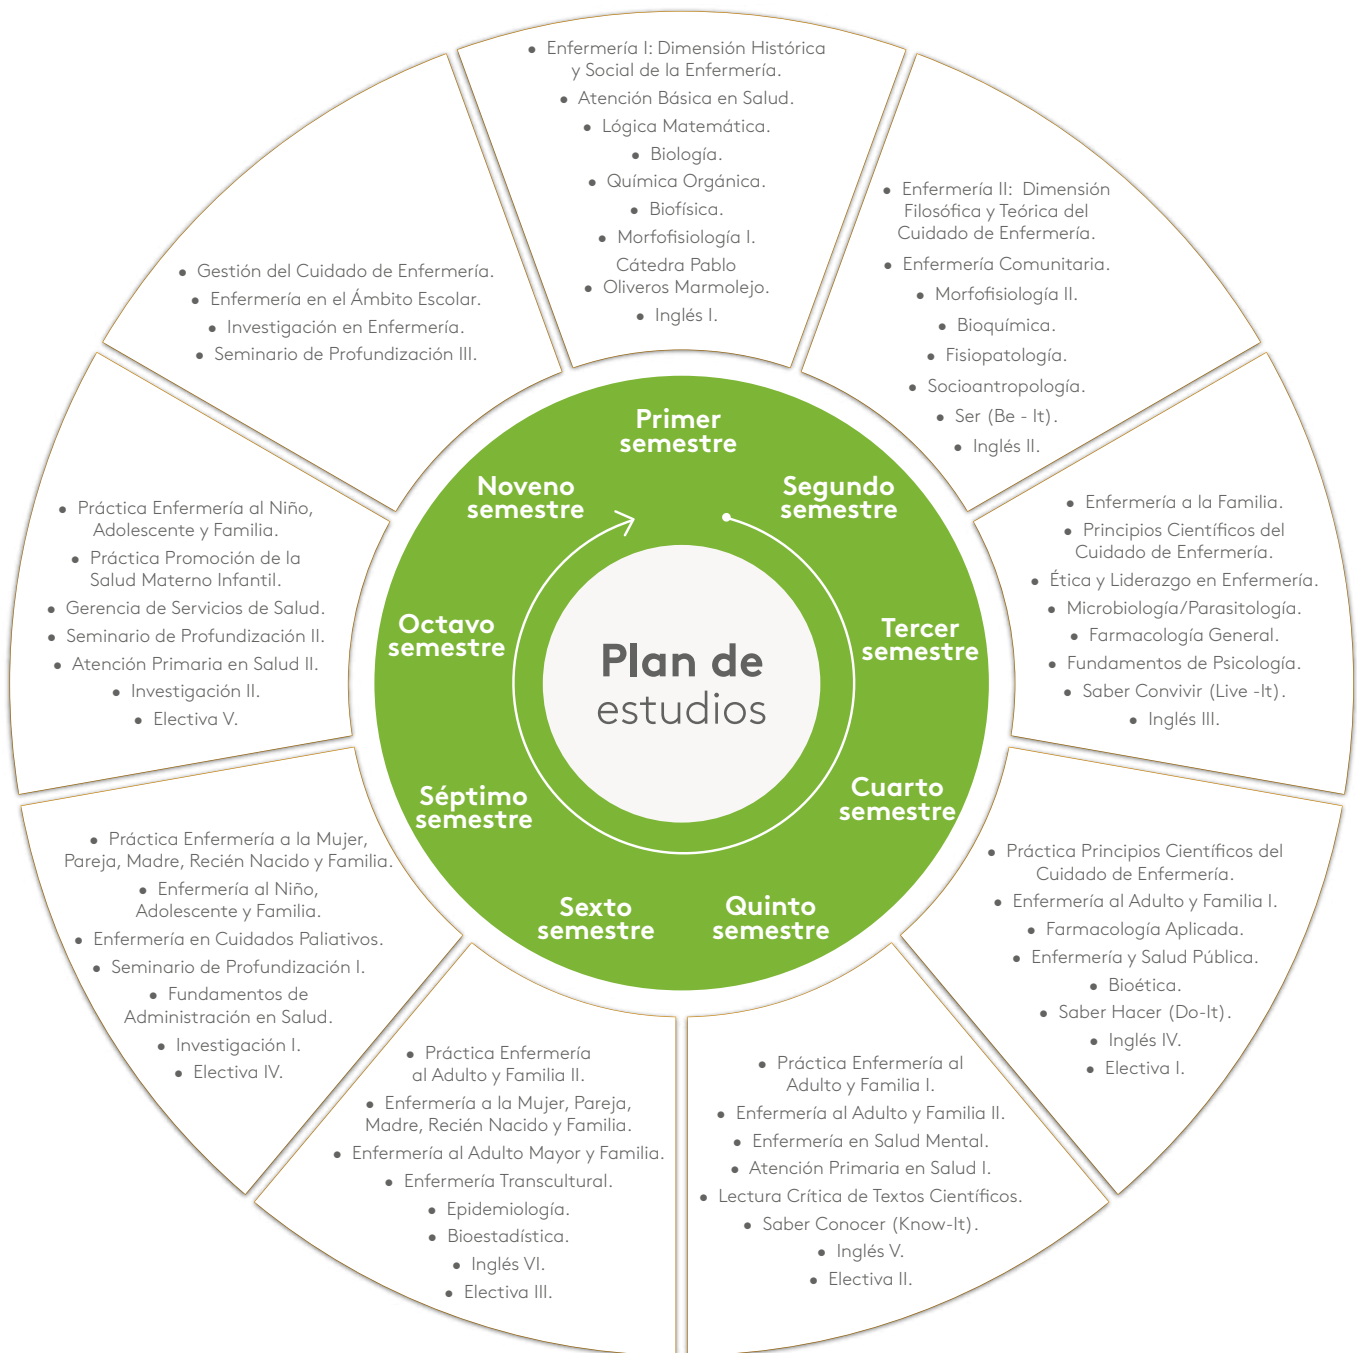 • Enfermería I: Dimensión Histórica
y Social de la Enfermería.
• Atención Básica en Salud.
• Lógica Matemática.
• Biología.
• Química Orgánica.
• Biofísica.
• Morfofisiología I.
Cátedra Pablo
• Oliveros Marmolejo.
• Inglés I.
• Enfermería II:  Dimensión
Filosófica y Teórica del
Cuidado de Enfermería.
• Enfermería Comunitaria.
• Morfofisiología II.
• Bioquímica.
• Fisiopatología.
• Socioantropología.
• Ser (Be - It).
• Inglés II.
• Enfermería a la Familia.
• Principios Científicos del
Cuidado de Enfermería.
• Ética y Liderazgo en Enfermería.
• Microbiología/Parasitología.
• Farmacología General.
• Fundamentos de Psicología.
• Saber Convivir (Live -It).
• Inglés III.
• Práctica Principios Científicos del
Cuidado de Enfermería.
• Enfermería al Adulto y Familia I.
• Farmacología Aplicada.
• Enfermería y Salud Pública.
• Bioética.
• Saber Hacer (Do-It).
• Inglés IV.
• Electiva I.
• Práctica Enfermería al
Adulto y Familia I.
• Enfermería al Adulto y Familia II.
• Enfermería en Salud Mental.
• Atención Primaria en Salud I.
• Lectura Crítica de Textos Científicos.
• Saber Conocer (Know-It).
• Inglés V.
• Electiva II.
• Práctica Enfermería
al Adulto y Familia II.
• Enfermería a la Mujer, Pareja,
Madre, Recién Nacido y Familia.
• Enfermería al Adulto Mayor y Familia.
• Enfermería Transcultural.
• Epidemiología.
• Bioestadística.
• Inglés VI.
• Electiva III.
• Práctica Enfermería a la Mujer,
Pareja, Madre, Recién Nacido y Familia.
• Enfermería al Niño,
Adolescente y Familia.
• Enfermería en Cuidados Paliativos.
• Seminario de Profundización I.
• Fundamentos de
Administración en Salud.
• Investigación I.
• Electiva IV.
• Práctica Enfermería al Niño,
Adolescente y Familia.
• Práctica Promoción de la
Salud Materno Infantil.
• Gerencia de Servicios de Salud.
• Seminario de Profundización II.
• Atención Primaria en Salud II.
• Investigación II.
• Electiva V.
• Gestión del Cuidado de Enfermería.
• Enfermería en el Ámbito Escolar.
• Investigación en Enfermería.
• Seminario de Profundización III.
Primer
semestre
Segundo
semestre
Tercer
semestre
Cuarto
semestre
Quinto
semestre
Sexto
semestre
Séptimo
semestre
Octavo
semestre
Noveno
semestre
Plan de
estudios